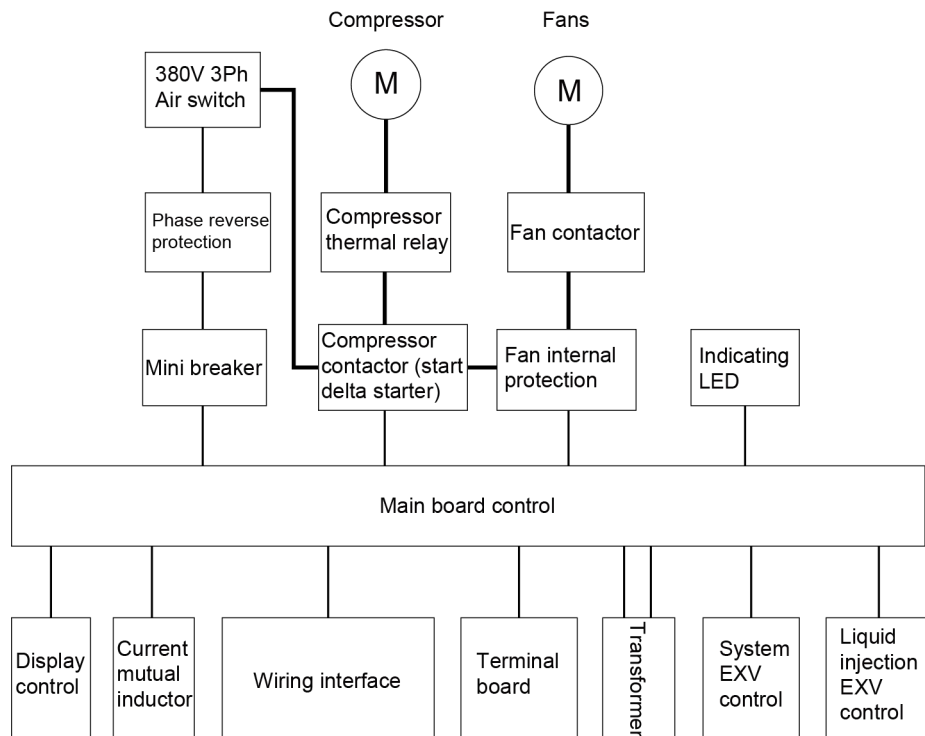 Compressor
Fans
380V 3Ph
Air switch
M
M
Phase reverse
protection
Compressor
thermal relay
Fan contactor
Mini breaker
Compressor
contactor (start
delta starter)
Fan internal
protection
Indicating
LED
Main board control
Display
control
Current
mutual
inductor
Wiring interface
Terminal
board
Transformer
System
EXV
control
Liquid
injection
EXV
control